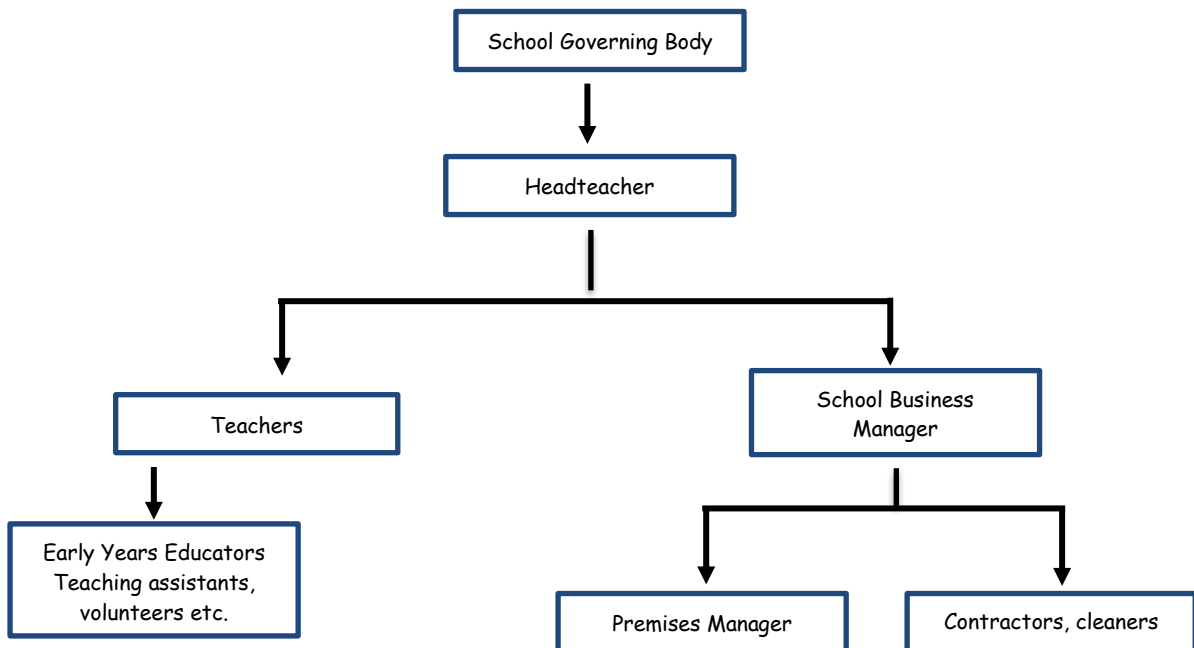 School Governing Body
Headteacher
Teachers
School Business
Manager
Early Years Educators
Teaching assistants,
volunteers etc.
Premises Manager
Contractors, cleaners